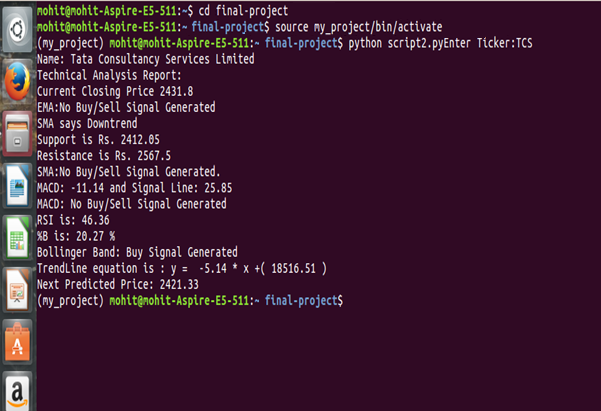 mohit@mohit-Aspire-E5-511:~$ cd final-project
mohit@mohit-Aspire-E5-511:~ final-project$ source my_project/bin/activate
(my_project) mohit@mohit-Aspire-E5-511:~ final-project$ python script2.pyEnter Ticker:TCS
Name: Tata Consultancy Services Limited
Technical Analysis Report:
Current Closing Price 2431.8
EMA:No Buy/Sell Signal Generated
SMA says Downtrend
Support is Rs. 2412.05
Resistance is Rs. 2567.5
SMA:No Buy/Sell Signal Generated.
MACD: -11.14 and Signal Line: 25.85
MACD: No Buy/Sell Signal Generated
RSI is: 46.36
%B is: 20.27 %
Bollinger Band: Buy Signal Generated
TrendLine equation is : y =  -5.14 * x +( 18516.51 )
Next Predicted Price: 2421.33
(my_project) mohit@mohit-Aspire-E5-511:~ final-project$